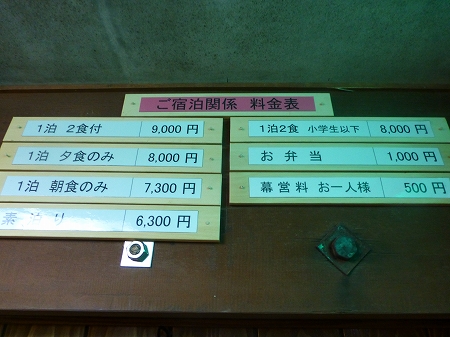 ご宿泊関係 料金表
1泊 2食付 9,000 円
1泊 夕食のみ 8,000 円
1泊 朝食のみ 7,300 円
素泊り 6,300 円
1泊2食 小学生以下 8,000 円
お弁当 1,000 円
幕営料 お一人様 500 円